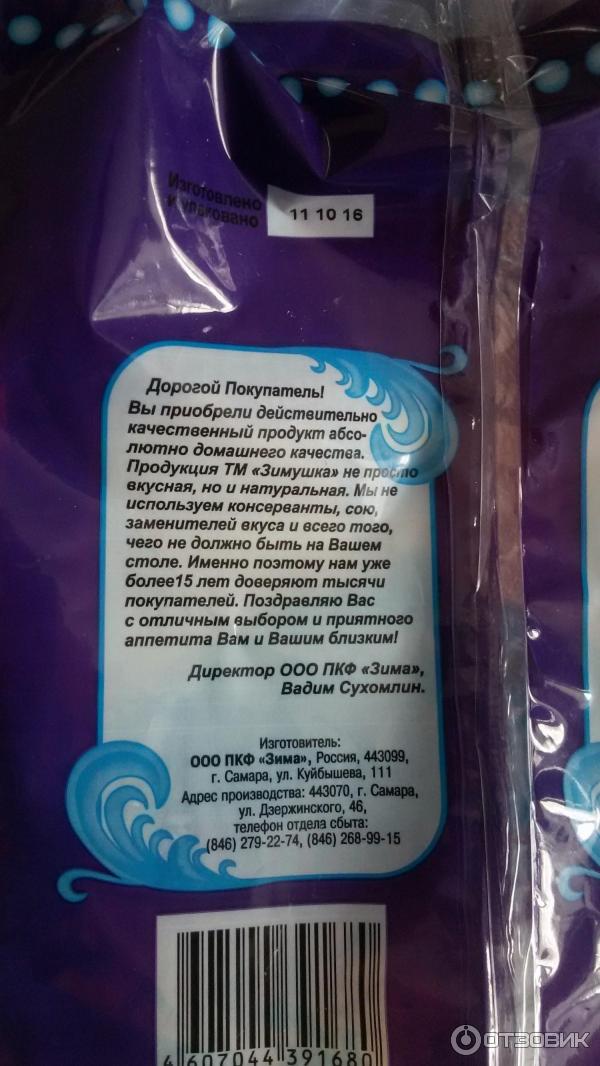 Изготовлено
и упаковано
11 10 16
Дорогой Покупатель!
Вы приобрели действительно
качественный продукт абсо-
лютно домашнего качества.
Продукция ТМ «Зимушка» не просто
вкусная, но и натуральная. Мы не
используем консерванты, сою,
заменителей вкуса и всего того,
чего не должно быть на Вашем
столе. Именно поэтому нам уже
более15 лет доверяют тысячи
покупателей. Поздравляю Вас
с отличным выбором и приятного
аппетита Вам и Вашим близким!
Директор ООО ПКФ «Зима»,
Вадим Сухомлин.
Изготовитель:
ООО ПКФ «Зима», Россия, 443099,
г. Самара, ул. Куйбышева, 111
Адрес производства: 443070, г. Самара,
ул. Дзержинского, 46,
телефон отдела сбыта:
(846) 279-22-74, (846) 268-99-15
4 607044 391680
ОТЗОВИК